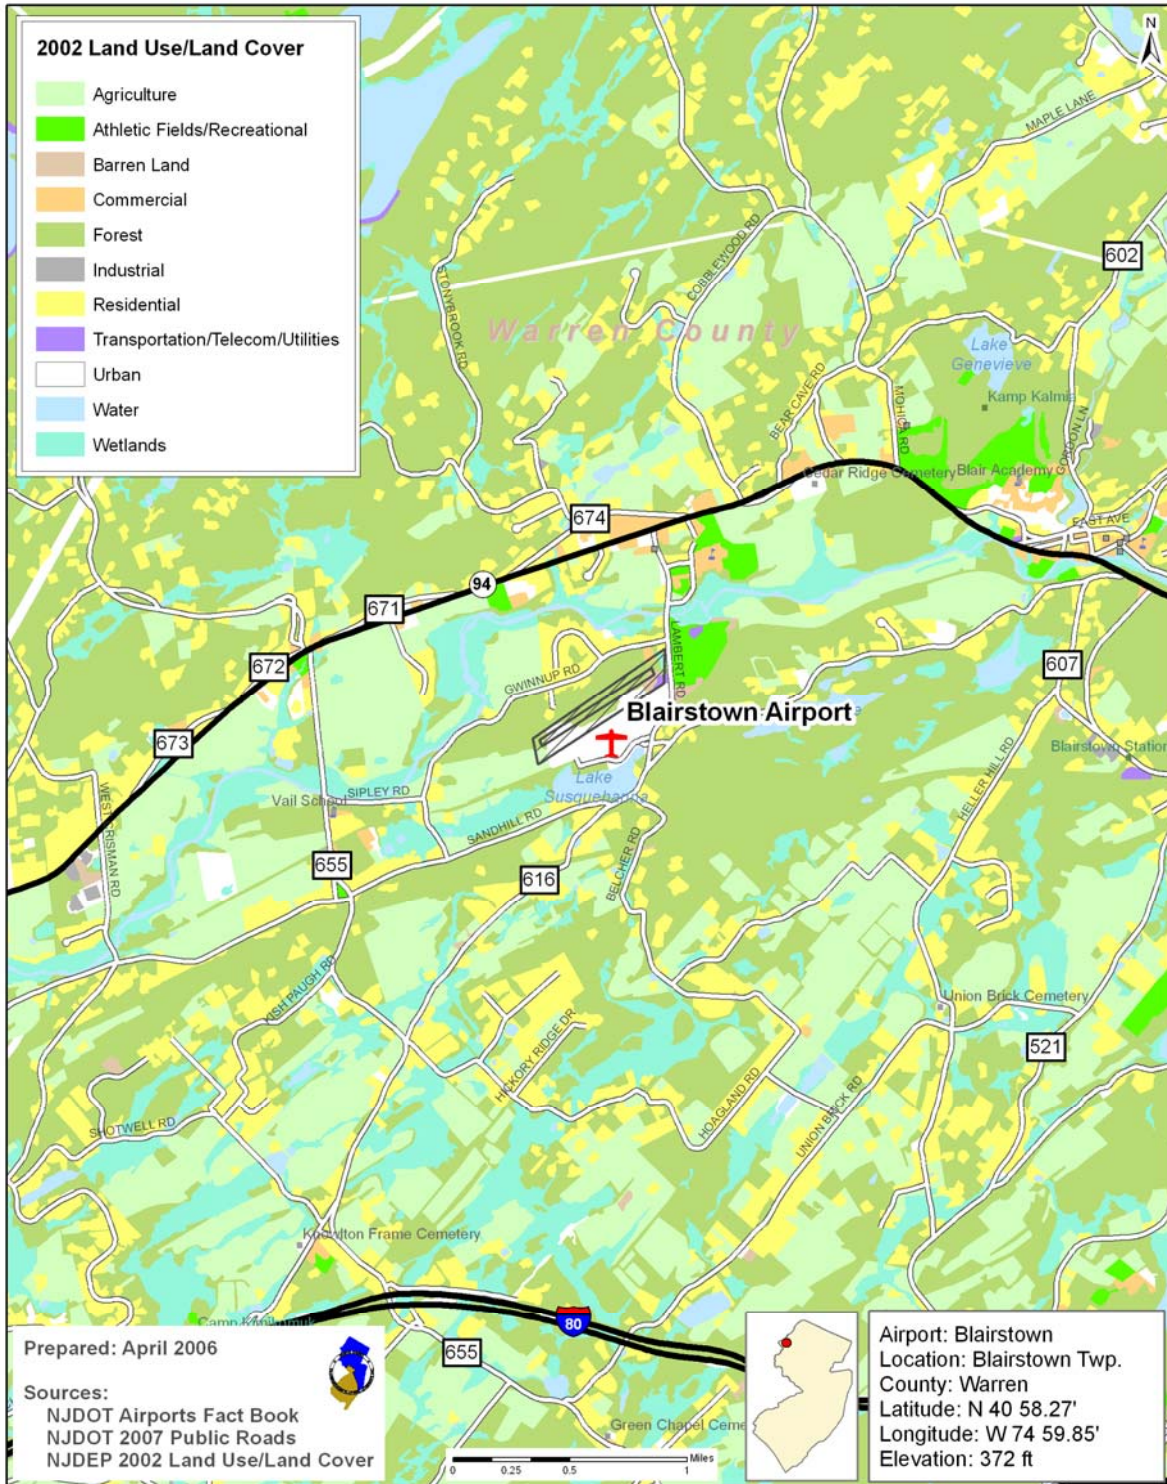 2002 Land Use/Land Cover
Agriculture
Athletic Fields/Recreational
Barren Land
Commercial
Forest
Industrial
Residential
Transportation/Telecom/Utilities
Urban
Water
Wetlands
N
MAPLE LANE
602
COBBLEWOOD RD
STONYBROOK RD
Warren County
Lake
Genevieve
BEAR CAVE RD
MOHICAN RD
Kamp Kalmia
GORDON LN
Cedar Ridge Cemetery
Blair Academy
674
EAST AVE
94
671
LAMBERT RD
672
GWINNUP RD
607
673
Blairstown Airport
Blairstown Station
HELLER HILL RD
Lake
Susquehanna
WEST CRISMAN RD
SIPLEY RD
Vail School
SANDHILL RD
655
616
BELCHER RD
KISH PAUGH RD
Union Brick Cemetery
HICKORY RIDGE DR
521
HOAGLAND RD
UNION BRICK RD
SHOTWELL RD
Knowlton Frame Cemetery
Camp
80
655
Green Chapel Ceme
Prepared: April 2006
Sources:
NJDOT Airports Fact Book
NJDOT 2007 Public Roads
NJDEP 2002 Land Use/Land Cover
Miles
0 0.25 0.5 1
Airport: Blairstown
Location: Blairstown Twp.
County: Warren
Latitude: N 40 58.27'
Longitude: W 74 59.85'
Elevation: 372 ft